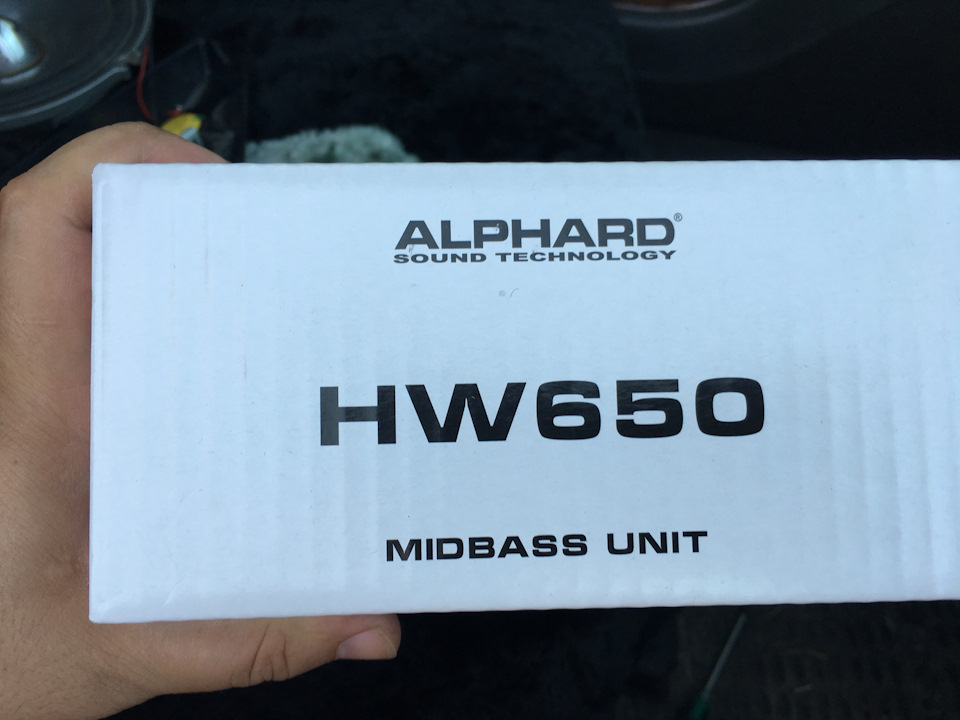 ALPHARD®
SOUND TECHNOLOGY
HW650
MIDBASS UNIT